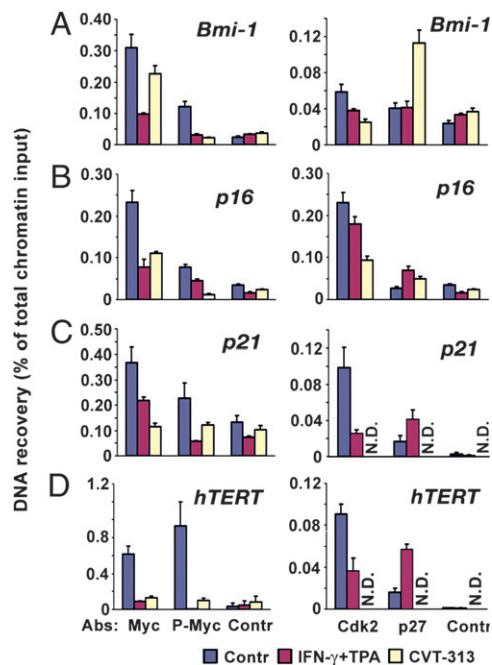 DNA recovery (% of total chromatin input)
A
Bmi-1
0.40
0.30
0.20
0.10
0
Bmi-1
0.12
0.08
0.04
0
B
p16
0.30
0.20
0.10
0
p16
0.30
0.20
0.10
0
C
p21
0.50
0.40
0.30
0.20
0.10
0
p21
0.12
0.08
0.04
0
N.D.
N.D.
N.D.
D
hTERT
1.2
0.8
0.4
0
hTERT
0.12
0.08
0.04
0
N.D.
N.D.
N.D.
Abs: Myc P-Myc Contr
Cdk2 p27 Contr
Contr IFN-γ+TPA CVT-313